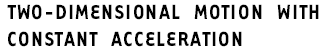 TWO-DIMENSIONAL MOTION WITH
CONSTANT ACCELERATION